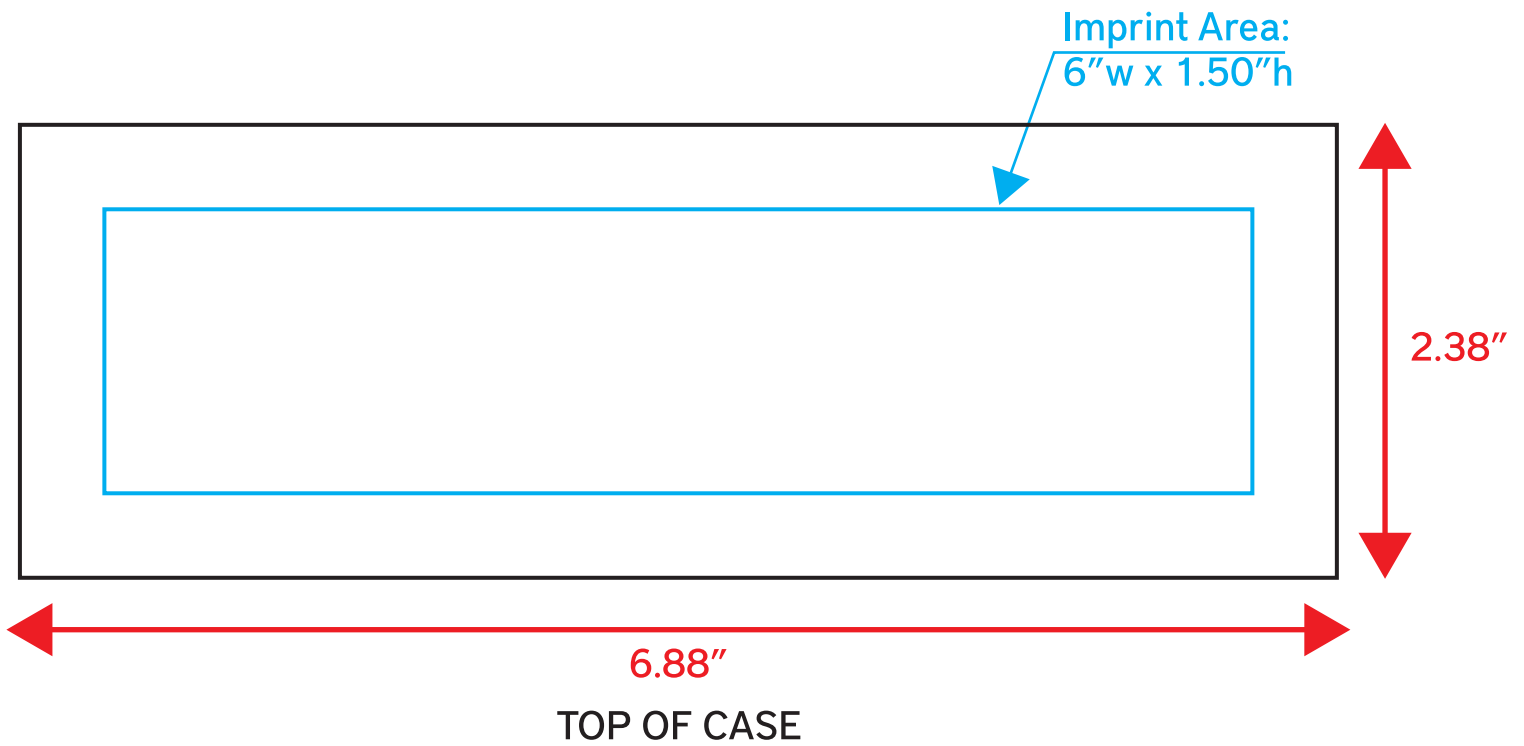 Imprint Area:
6″w x 1.50″h
2.38″
6.88″
TOP OF CASE